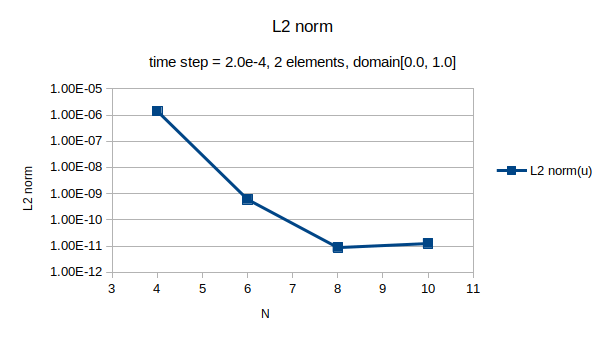 L2 norm
time step = 2.0e-4, 2 elements, domain[0.0, 1.0]
1.00E-05
1.00E-06
1.00E-07
1.00E-08
1.00E-09
1.00E-10
1.00E-11
1.00E-12
L2 norm
3 4 5 6 7 8 9 10 11
N
L2 norm(u)